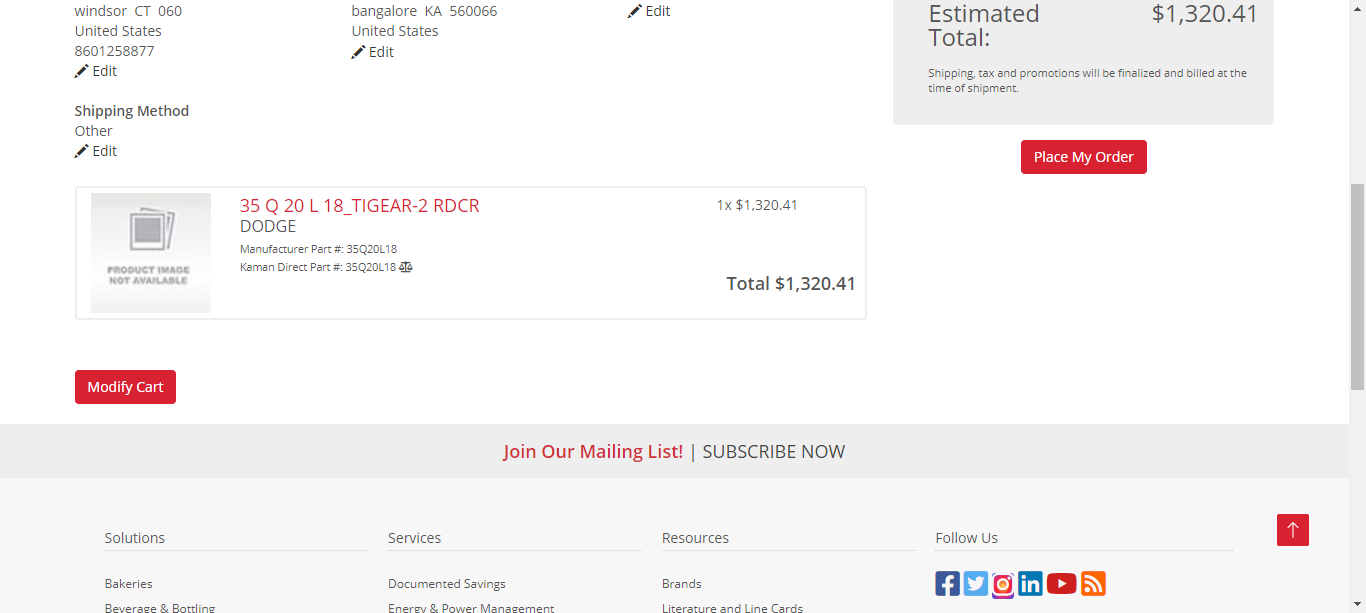 windsor CT 060
United States
8601258877
Edit
bangalore KA 560066
United States
Edit
Edit
Shipping Method
Other
Edit
Estimated
Total:
$1,320.41
Shipping, tax and promotions will be finalized and billed at the
time of shipment.
Place My Order
PRODUCT IMAGE
NOT AVAILABLE
35 Q 20 L 18_TIGEAR-2 RDCR
DODGE
Manufacturer Part #: 35Q20L18
Kaman Direct Part #: 35Q20L18
1x $1,320.41
Total $1,320.41
Modify Cart
Join Our Mailing List! | SUBSCRIBE NOW
Solutions
Bakeries
Beverage & Bottling
Services
Documented Savings
Energy & Power Management
Resources
Brands
Literature and Line Cards
Follow Us